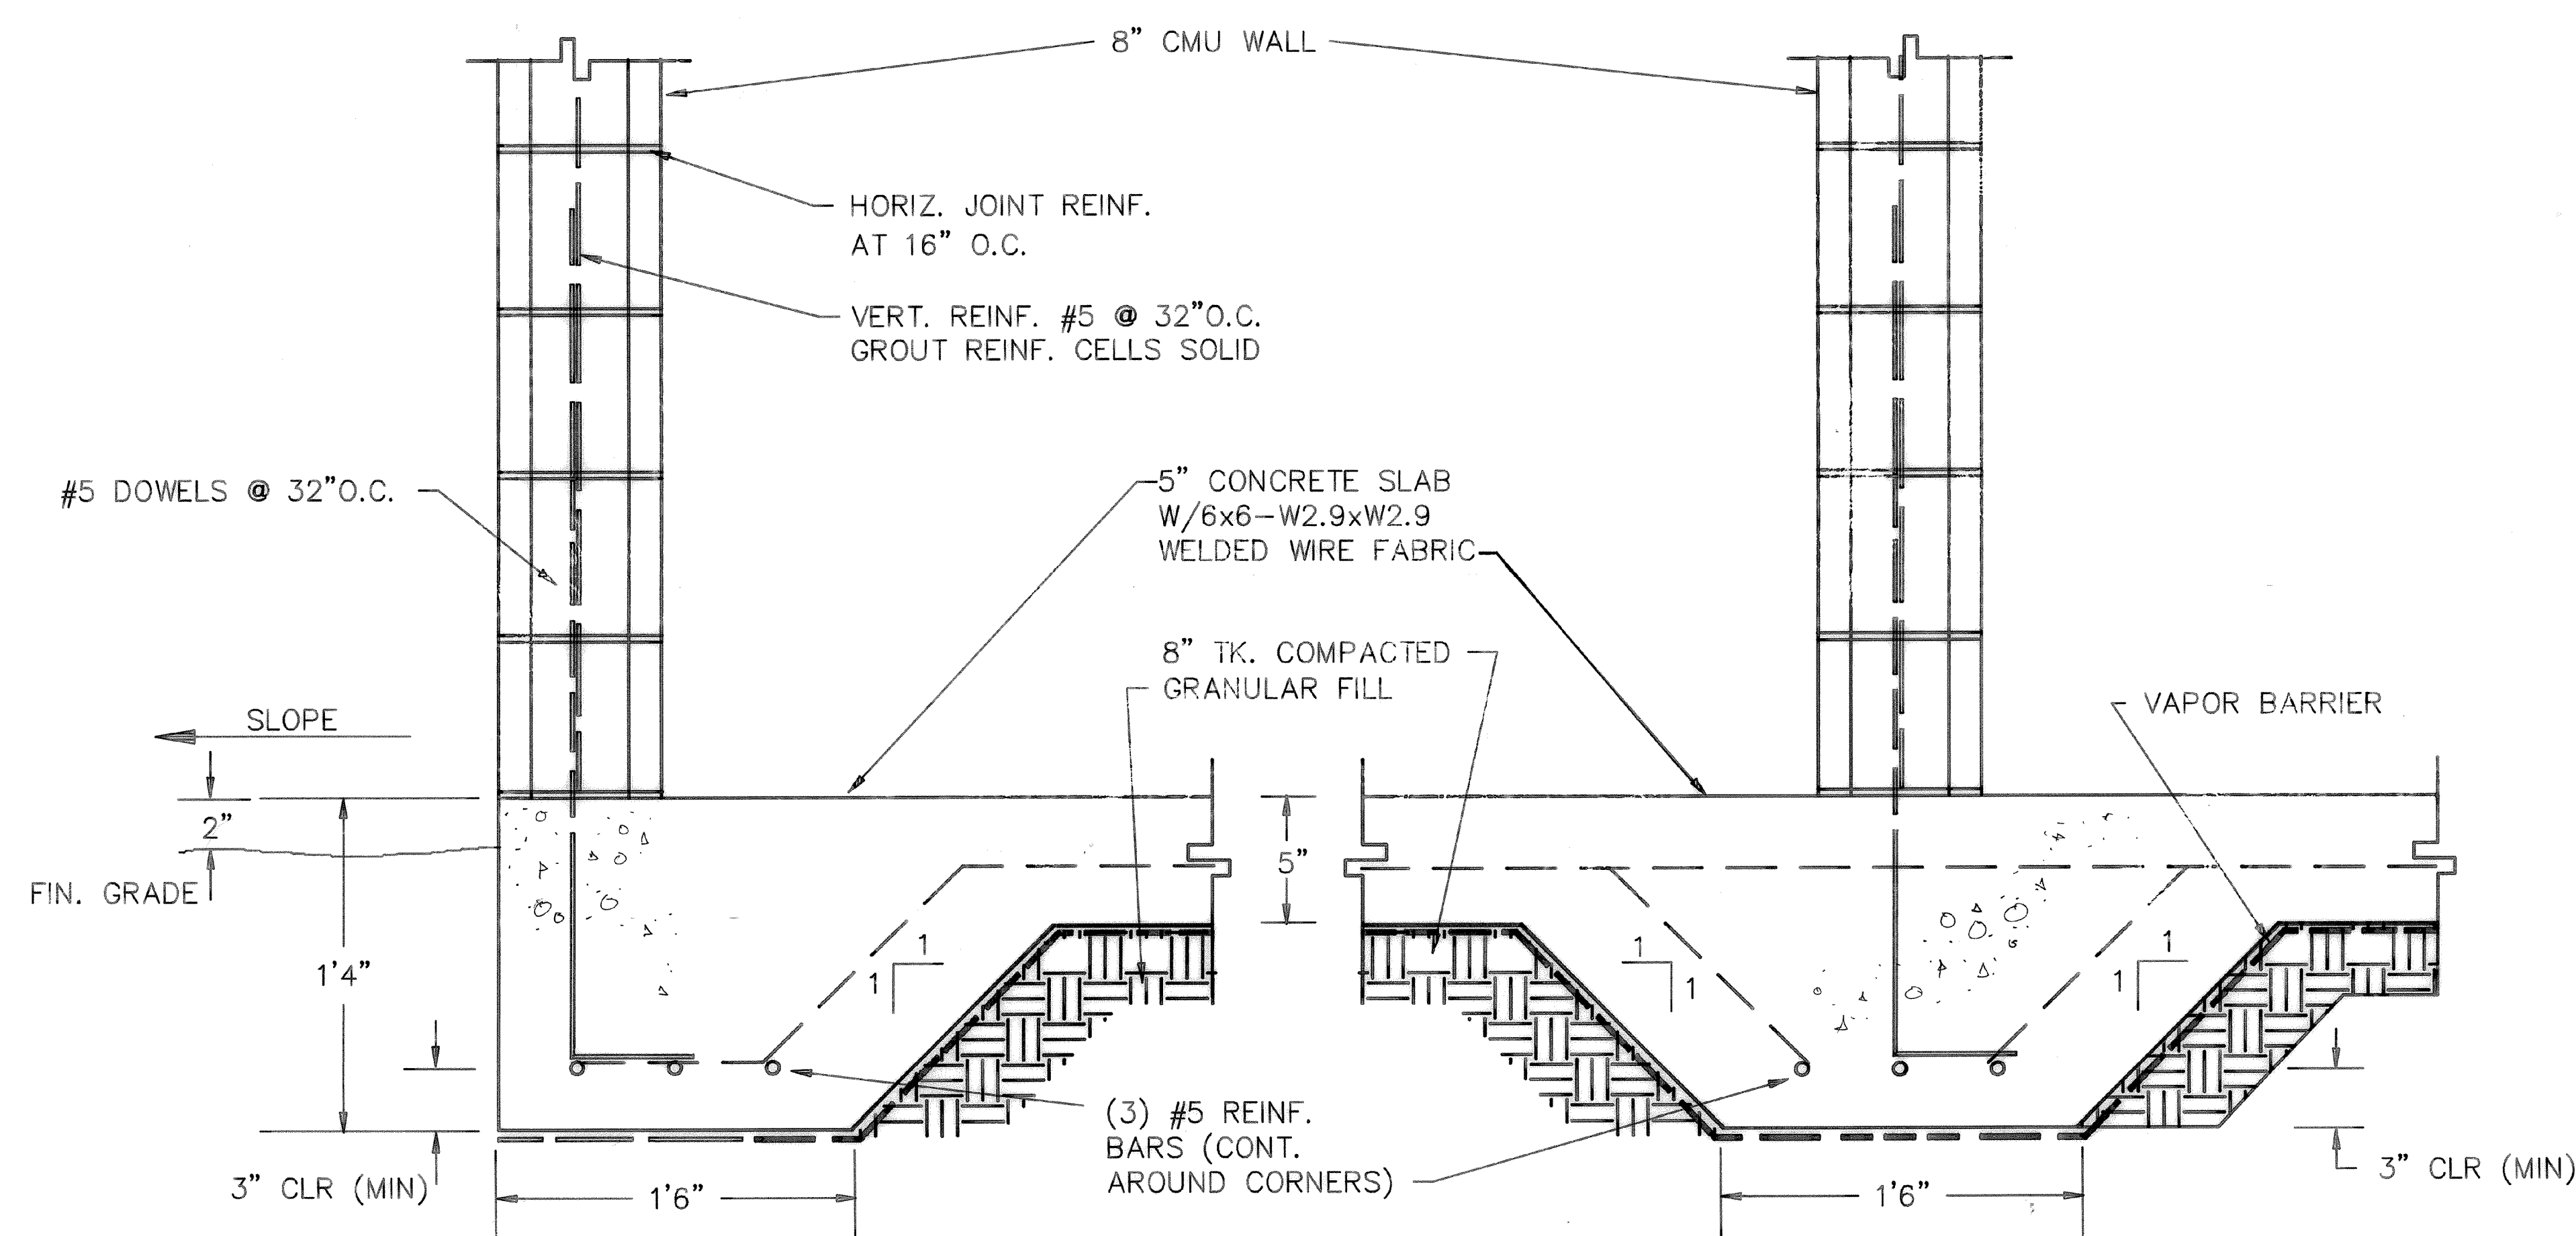 8" CMU WALL
HORIZ. JOINT REINF.
AT 16" O.C.
VERT. REINF. #5 @ 32"O.C.
GROUT REINF. CELLS SOLID
#5 DOWELS @ 32"O.C.
5" CONCRETE SLAB
W/6x6-W2.9xW2.9
WELDED WIRE FABRIC
8" TK. COMPACTED
GRANULAR FILL
VAPOR BARRIER
SLOPE
2"
FIN. GRADE
1'4"
5"
1
1
1
1
1
1
(3) #5 REINF.
BARS (CONT.
AROUND CORNERS)
3" CLR (MIN)
1'6"
1'6"
3" CLR (MIN)